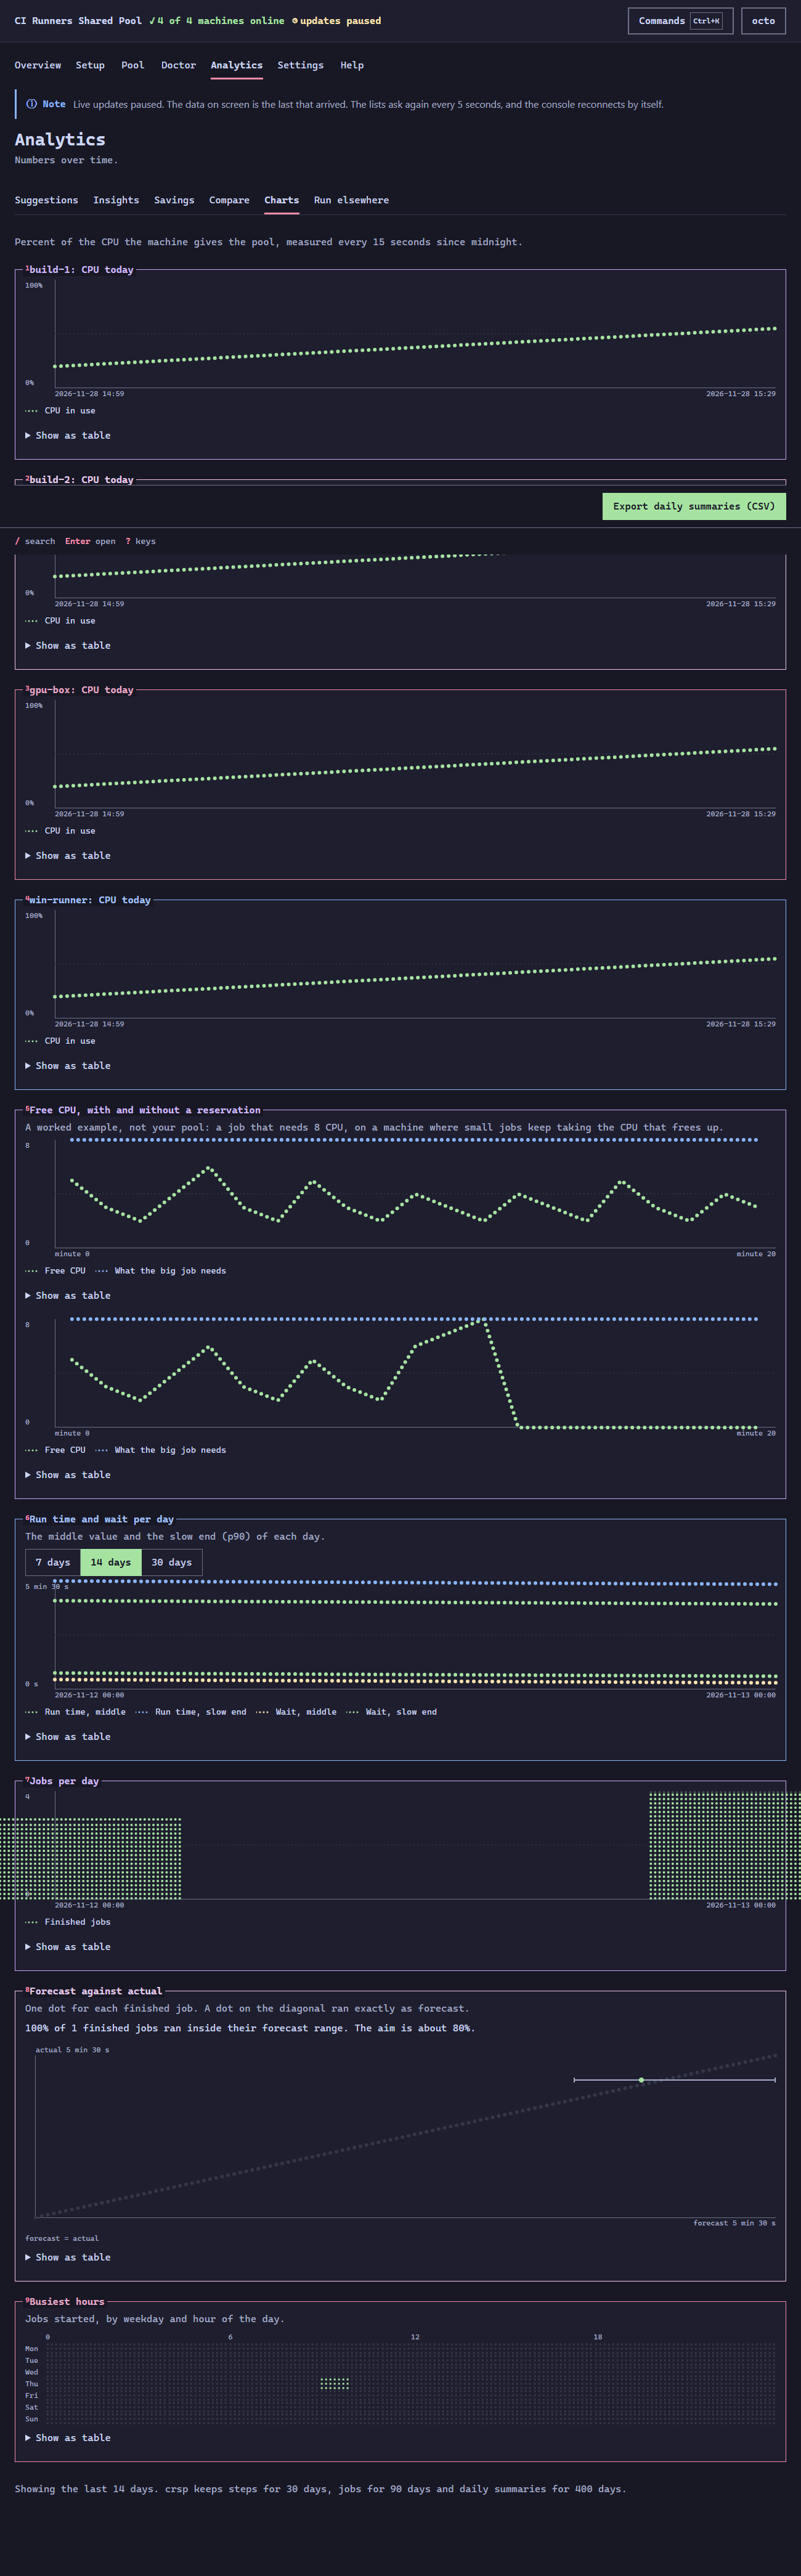 CI Runners Shared Pool ✓4 of 4 machines online updates paused Commands Ctrl+K octo
Overview Setup Pool Doctor Analytics Settings Help
Note Live updates paused. The data on screen is the last that arrived. The lists ask again every 5 seconds, and the console reconnects by itself.
Analytics
Numbers over time.
Suggestions Insights Savings Compare Charts Run elsewhere
Percent of the CPU the machine gives the pool, measured every 15 seconds since midnight.
1build-1: CPU today
100%
0%
2026-11-28 14:59 2026-11-28 15:29
CPU in use
Show as table
2build-2: CPU today
Export daily summaries (CSV)
/ search Enter open ? keys
0%
2026-11-28 14:59 2026-11-28 15:29
CPU in use
Show as table
3gpu-box: CPU today
100%
0%
2026-11-28 14:59 2026-11-28 15:29
CPU in use
Show as table
4win-runner: CPU today
100%
0%
2026-11-28 14:59 2026-11-28 15:29
CPU in use
Show as table
5Free CPU, with and without a reservation
A worked example, not your pool: a job that needs 8 CPU, on a machine where small jobs keep taking the CPU that frees up.
8
0
minute 0 minute 20
Free CPU What the big job needs
Show as table
8
0
minute 0 minute 20
Free CPU What the big job needs
Show as table
6Run time and wait per day
The middle value and the slow end (p90) of each day.
7 days 14 days 30 days
5 min 30 s
0 s
2026-11-12 00:00 2026-11-13 00:00
Run time, middle Run time, slow end Wait, middle Wait, slow end
Show as table
7Jobs per day
4
2026-11-12 00:00 2026-11-13 00:00
Finished jobs
Show as table
8Forecast against actual
One dot for each finished job. A dot on the diagonal ran exactly as forecast.
100% of 1 finished jobs ran inside their forecast range. The aim is about 80%.
actual 5 min 30 s
forecast 5 min 30 s
forecast = actual
Show as table
9Busiest hours
Jobs started, by weekday and hour of the day.
0 6 12 18
Mon
Tue
Wed
Thu
Fri
Sat
Sun
Show as table
Showing the last 14 days. crsp keeps steps for 30 days, jobs for 90 days and daily summaries for 400 days.